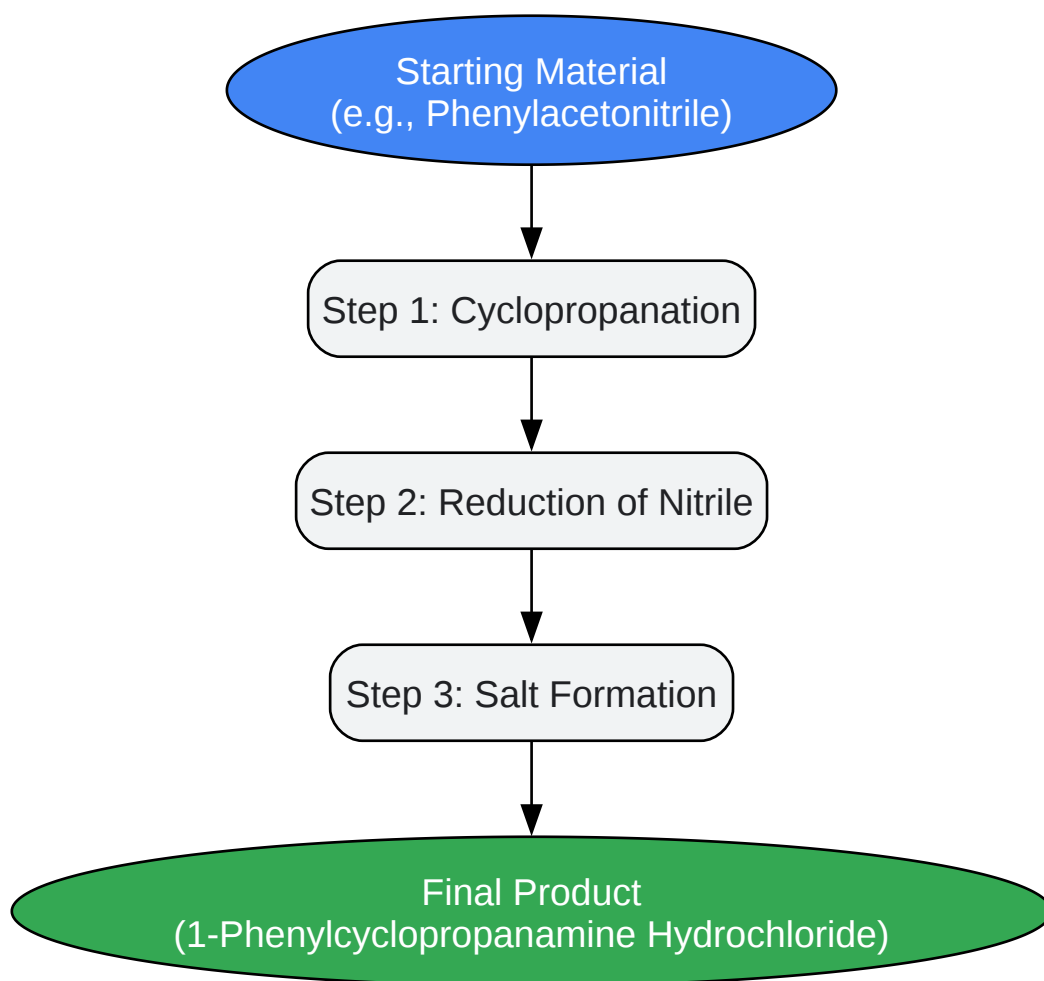 Starting Material
(e.g., Phenylacetonitrile)
Step 1: Cyclopropanation
Step 2: Reduction of Nitrile
Step 3: Salt Formation
Final Product
(1-Phenylcyclopropanamine Hydrochloride)